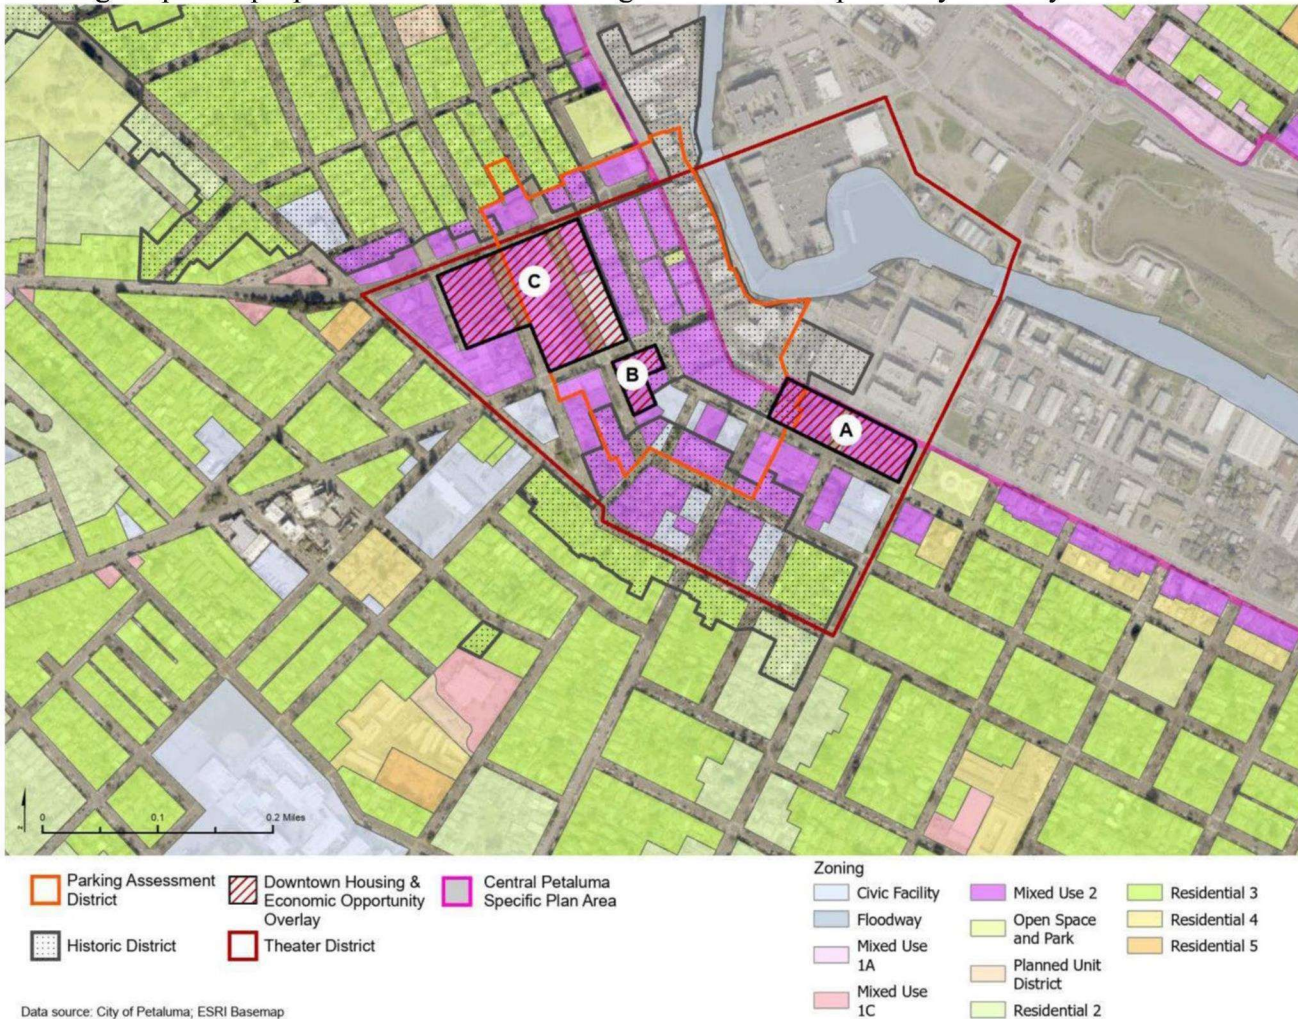 C
B
A
0 0.1 0.2 Miles
Parking Assessment
District
Downtown Housing &
Economic Opportunity
Overlay
Central Petaluma
Specific Plan Area
Historic District
Theater District
Zoning
Civic Facility
Floodway
Mixed Use
1A
Mixed Use
1C
Mixed Use 2
Open Space
and Park
Planned Unit
District
Residential 2
Residential 3
Residential 4
Residential 5
Data source: City of Petaluma; ESRI Basemap